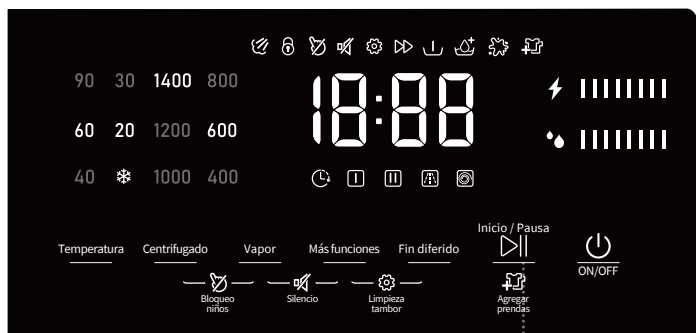 90 30 1400 800
18:88
60 20 1200 600
40 1000 400
Inicio / Pausa
Temperatura Centrifugado Vapor Más funciones Fin diferido
ON/OFF
Bloqueo
niños
Silencio
Limpieza
tambor
Agregar
prendas